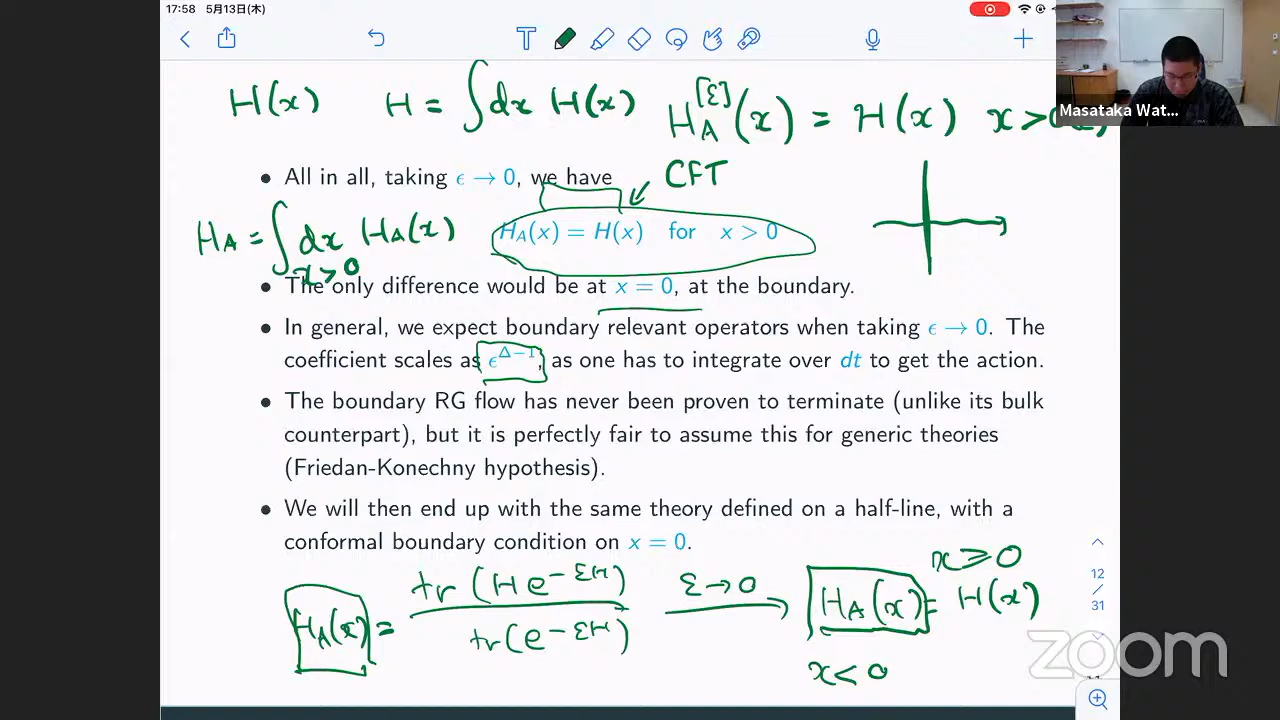 17:58 5月13日(木)
H(x) H = ∫dx H(x) H_A^[ε](x) = H(x) x>0
Masataka Wat...
• All in all, taking ϵ → 0, we have
CFT
H_A = ∫_{x>0} dx H_A(x)
H_A(x) = H(x) for x > 0
• The only difference would be at x = 0, at the boundary.
• In general, we expect boundary relevant operators when taking ϵ → 0. The
coefficient scales as ϵ^{Δ−1}, as one has to integrate over dt to get the action.
• The boundary RG flow has never been proven to terminate (unlike its bulk
counterpart), but it is perfectly fair to assume this for generic theories
(Friedan-Konechny hypothesis).
• We will then end up with the same theory defined on a half-line, with a
conformal boundary condition on x = 0.
x ≥ 0
H_A(x) = tr(H e^{-εH}) / tr(e^{-εH}) ε→0 H_A(x) = H(x)
x < 0
12
/
31
zoom